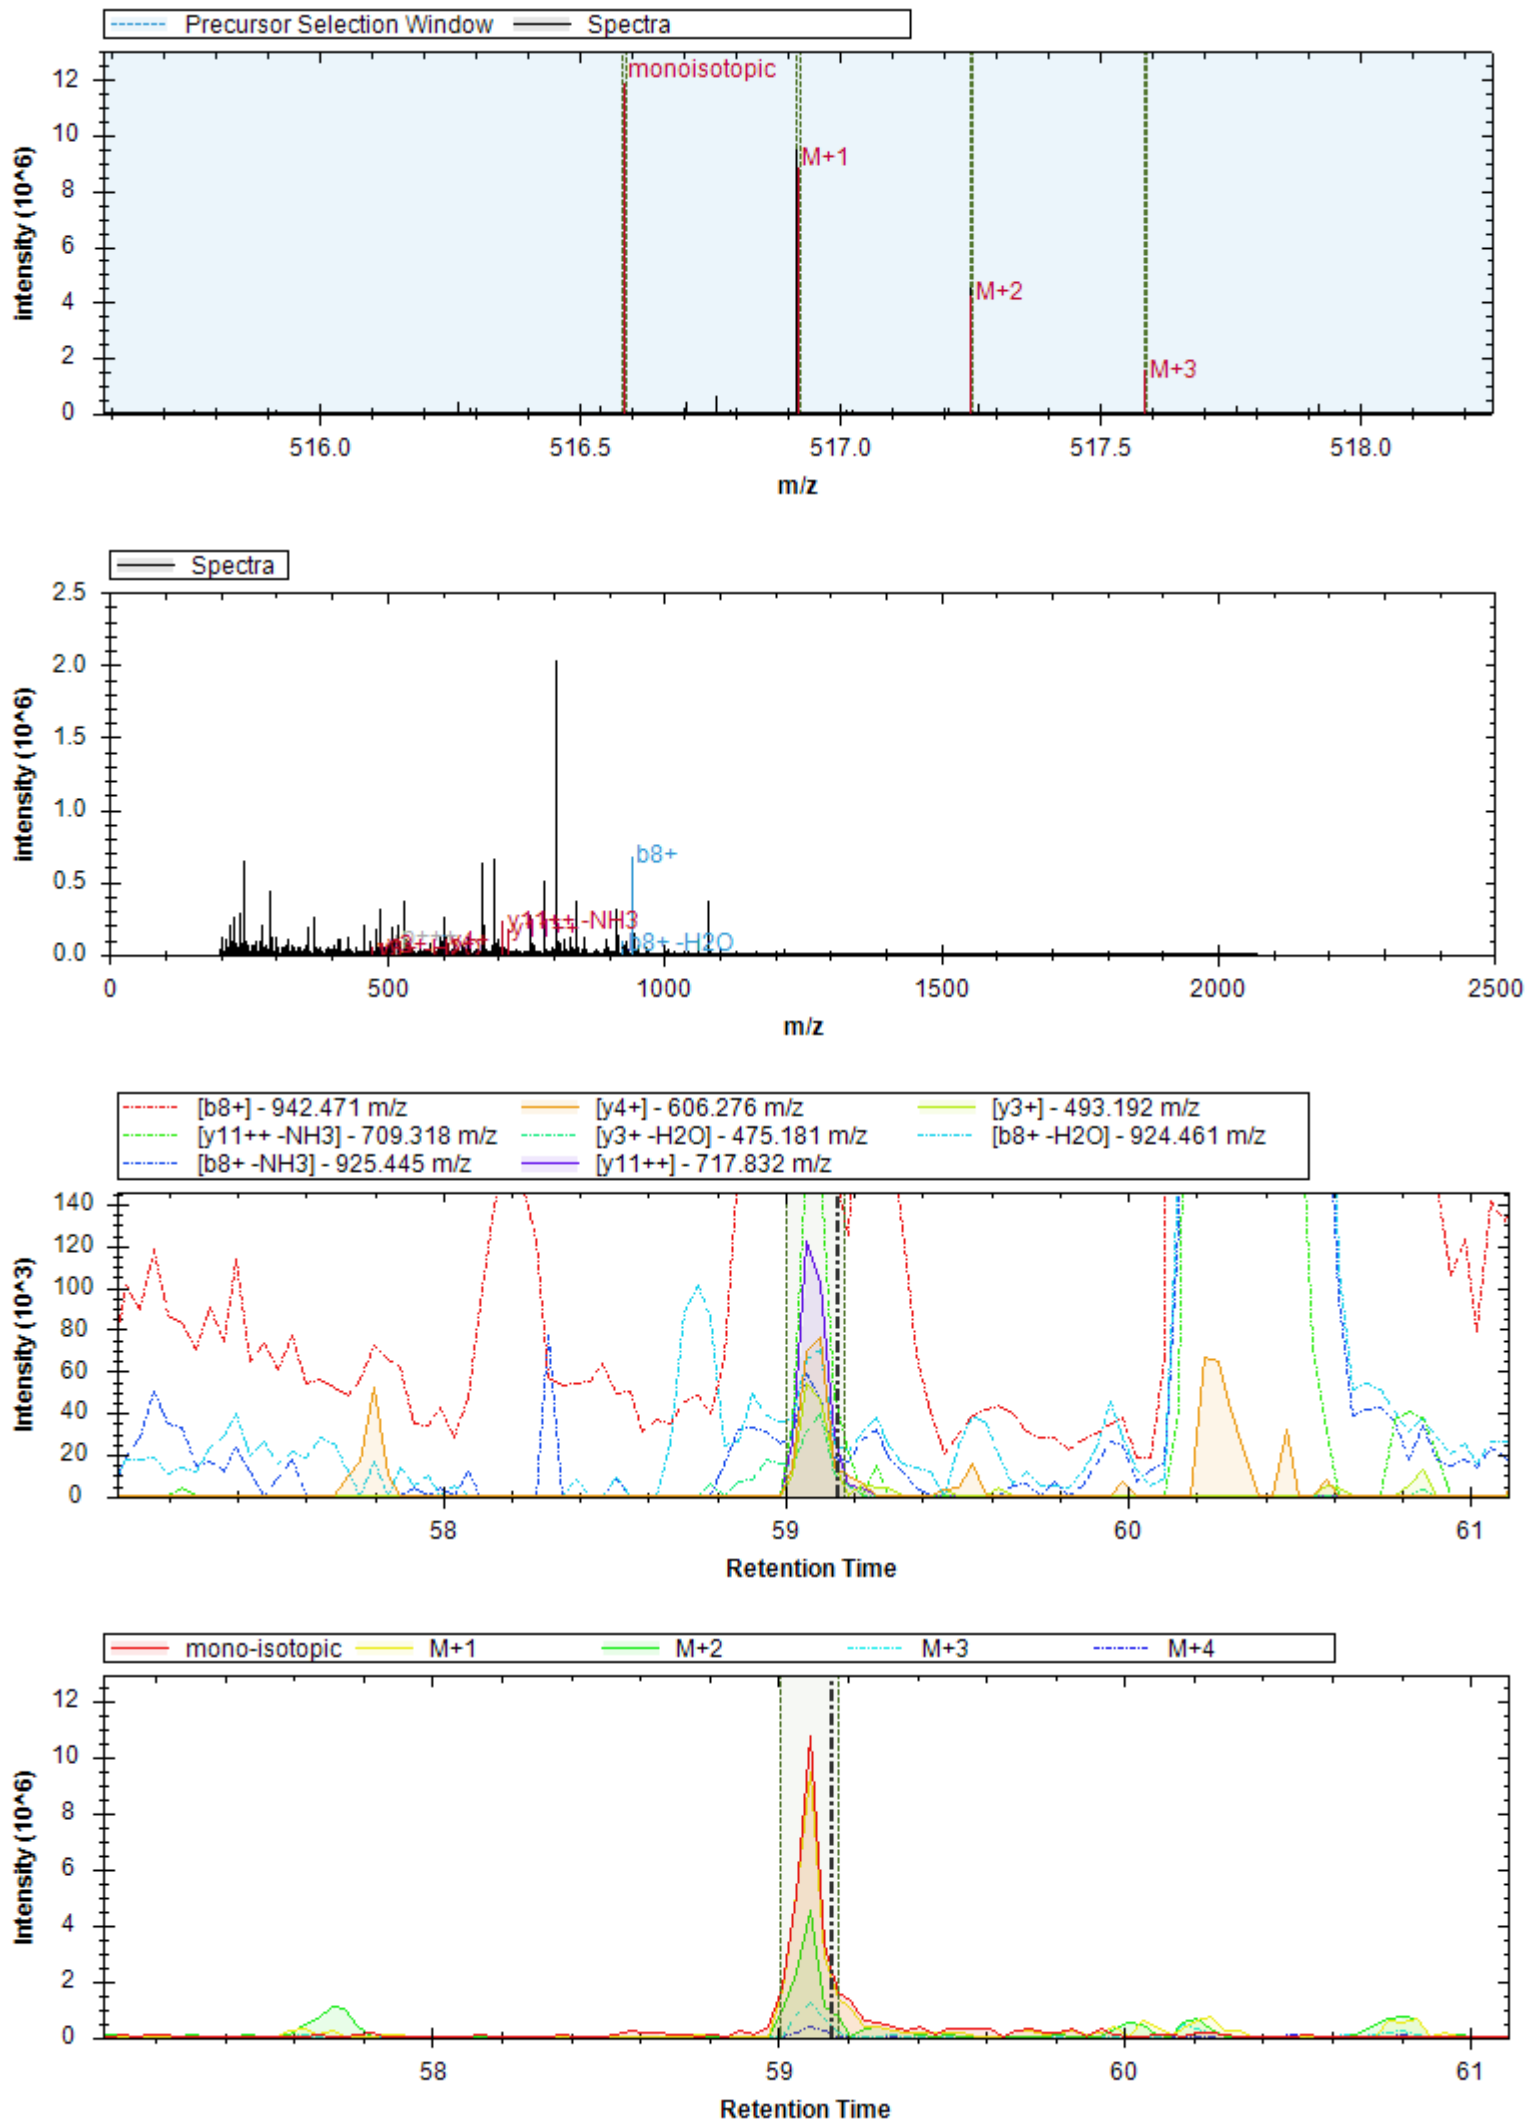 Precursor Selection Window Spectra
monoisotopic
M+1
M+2
M+3
12
10
8
6
4
2
0
intensity (10^6)
516.0 516.5 517.0 517.5 518.0
m/z
Spectra
2.5
2.0
1.5
1.0
0.5
0.0
intensity (10^6)
b8+
y11++ -NH3
b8+ -H2O
0 500 1000 1500 2000 2500
m/z
[b8+] - 942.471 m/z [y4+] - 606.276 m/z [y3+] - 493.192 m/z
[y11++ -NH3] - 709.318 m/z [y3+ -H2O] - 475.181 m/z [b8+ -H2O] - 924.461 m/z
[b8+ -NH3] - 925.445 m/z [y11++] - 717.832 m/z
140
120
100
80
60
40
20
0
Intensity (10^3)
58 59 60 61
Retention Time
mono-isotopic M+1 M+2 M+3 M+4
12
10
8
6
4
2
0
Intensity (10^6)
58 59 60 61
Retention Time